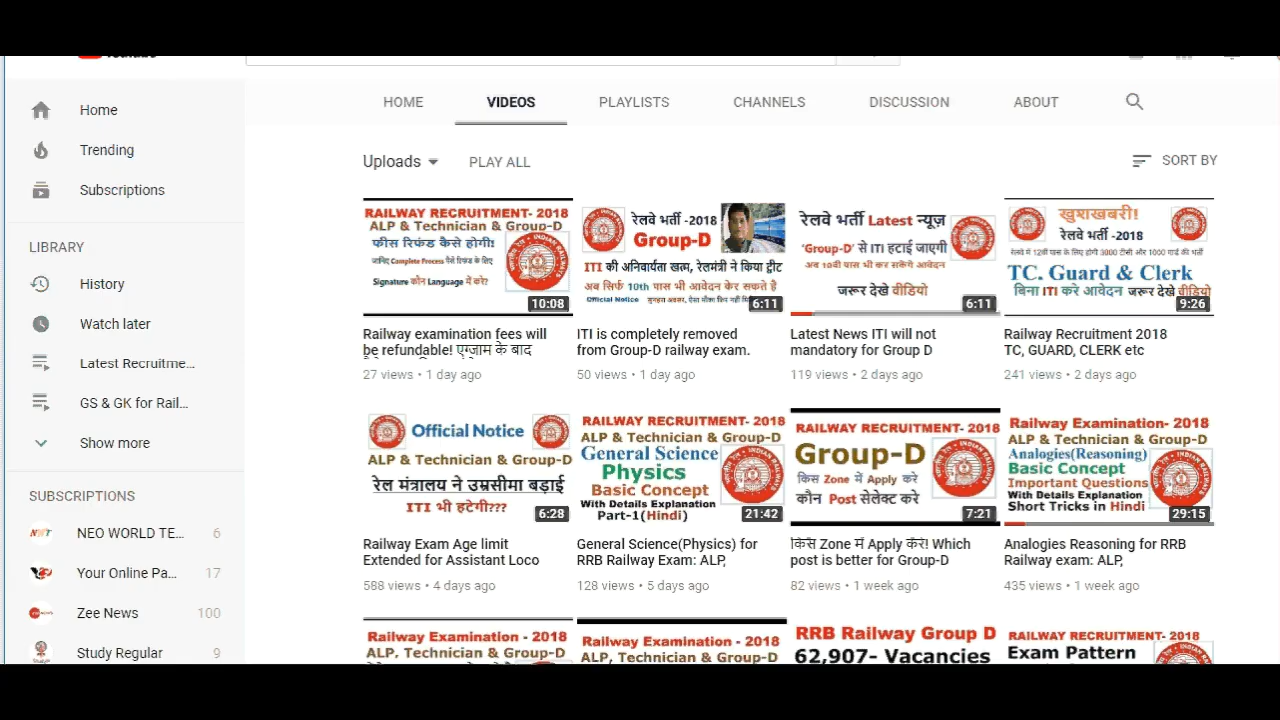 HOME VIDEOS PLAYLISTS CHANNELS DISCUSSION ABOUT
Home
Trending
Subscriptions
LIBRARY
History
Watch later
Latest Recruitme...
GS & GK for Rail...
Show more
SUBSCRIPTIONS
NEO WORLD TE... 6
Your Online Pa... 17
Zee News 100
Study Regular 9
Uploads PLAY ALL SORT BY
RAILWAY RECRUITMENT- 2018
ALP & Technician & Group-D
फीस रिफंड कैसे होगी!
जानिए Complete Process पैसे रिफंड के लिए
Signature कौन Language में करे?
10:08
Railway examination fees will
be refundable! एग्जाम के बाद
27 views • 1 day ago
रेलवे भर्ती -2018
Group-D
ITI की अनिवार्यता खत्म, रेलमंत्री ने किया ट्वीट
अब सिर्फ 10th पास भी आवेदन कर सकते है
Official Notice
6:11
ITI is completely removed
from Group-D railway exam.
50 views • 1 day ago
रेलवे भर्ती Latest न्यूज़
'Group-D' से ITI हटाई जाएगी
अब 10वी पास भी कर सकेंगे आवेदन
जरूर देखे वीडियो
6:11
Latest News ITI will not
mandatory for Group D
119 views • 2 days ago
खुशखबरी!
रेलवे भर्ती -2018
रेलवे में 12वी पास के लिए होगी 3000 टीसी और 1000 गार्ड की भर्ती
TC. Guard & Clerk
बिना ITI करे आवेदन जरूर देखे वीडियो
9:26
Railway Recruitment 2018
TC, GUARD, CLERK etc
241 views • 2 days ago
Official Notice
ALP & Technician & Group-D
रेल मंत्रालय ने उम्रसीमा बड़ाई
ITI भी हटेगी???
6:28
Railway Exam Age limit
Extended for Assistant Loco
588 views • 4 days ago
RAILWAY RECRUITMENT- 2018
ALP & Technician & Group-D
General Science
Physics
Basic Concept
With Details Explanation
Part-1(Hindi)
21:42
General Science(Physics) for
RRB Railway Exam: ALP,
128 views • 5 days ago
RAILWAY RECRUITMENT- 2018
Group-D
किस Zone में Apply करे
कौन Post सेलेक्ट करे
7:21
किस Zone में Apply करें! Which
post is better for Group-D
82 views • 1 week ago
Railway Examination- 2018
ALP & Technician & Group-D
Analogies(Reasoning)
Basic Concept
Important Questions
With Details Explanation
Short Tricks in Hindi
29:15
Analogies Reasoning for RRB
Railway exam: ALP,
435 views • 1 week ago
Railway Examination - 2018
ALP, Technician & Group-D
Railway Examination - 2018
ALP, Technician & Group-D
RRB Railway Group D
62,907- Vacancies
RAILWAY RECRUITMENT- 2018
Exam Pattern